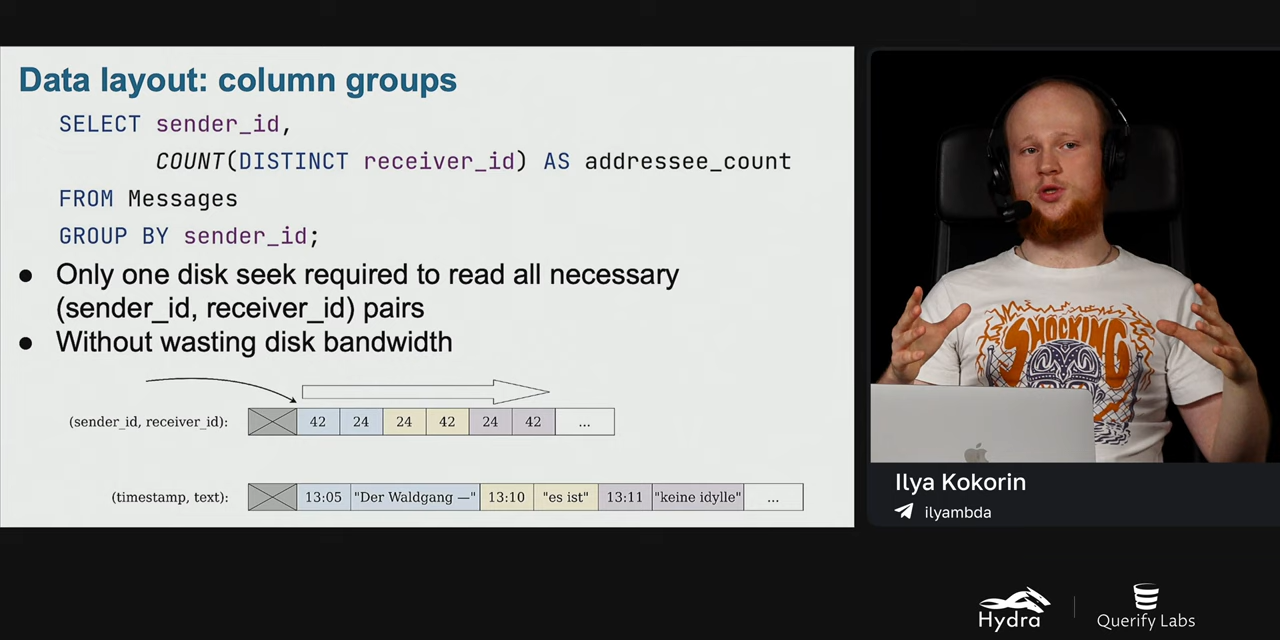 Data layout: column groups
SELECT sender_id,
COUNT(DISTINCT receiver_id) AS addressee_count
FROM Messages
GROUP BY sender_id;
● Only one disk seek required to read all necessary
(sender_id, receiver_id) pairs
● Without wasting disk bandwidth
(sender_id, receiver_id): 42 24 24 42 24 42 ...
(timestamp, text): 13:05 "Der Waldgang —" 13:10 "es ist" 13:11 "keine idylle" ...
SHOCKING
Ilya Kokorin
ilyambda
Hydra
Querify Labs